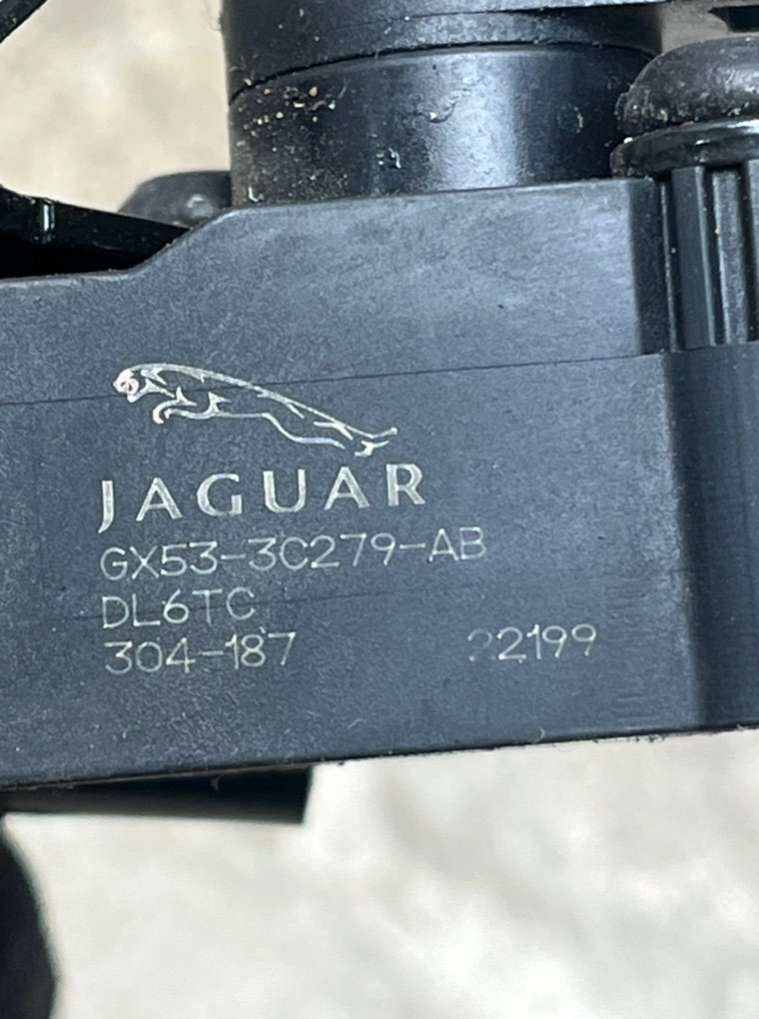 JAGUAR
GX53-3C279-AB
DL6TC
304-187 22199